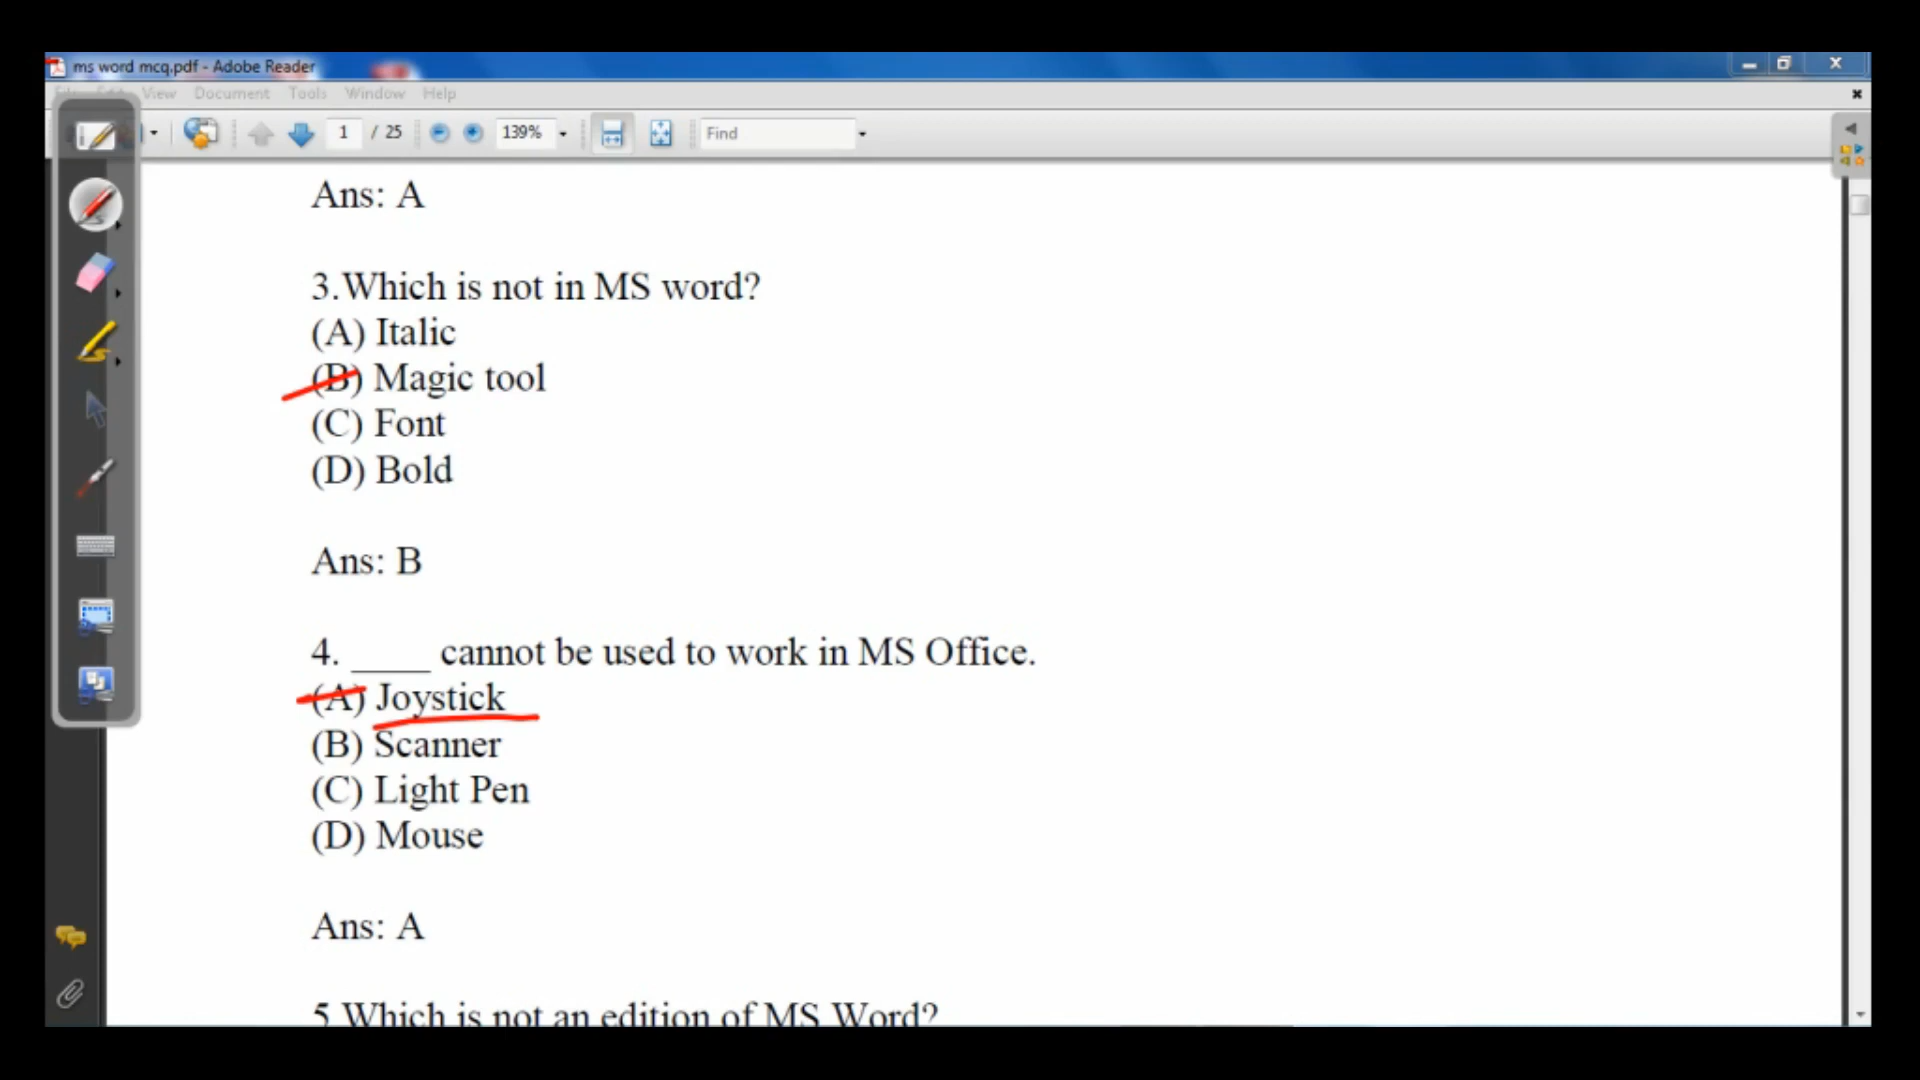 ms word mcq.pdf - Adobe Reader
View Document Tools Window Help
1 / 25 139% Find
Ans: A
3.Which is not in MS word?
(A) Italic
(B) Magic tool
(C) Font
(D) Bold
Ans: B
4. ____ cannot be used to work in MS Office.
(A) Joystick
(B) Scanner
(C) Light Pen
(D) Mouse
Ans: A
5 Which is not an edition of MS Word?